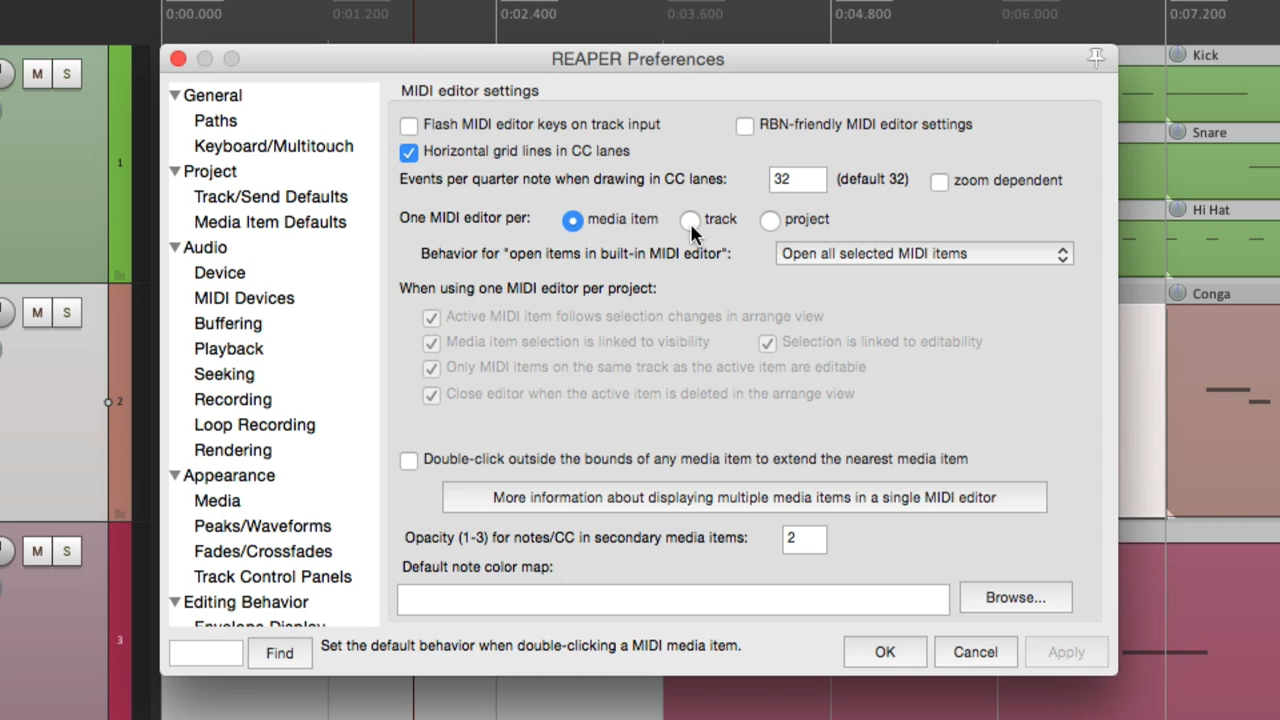 0:00.000 0:01.200 0:02.400 0:03.600 0:04.800 0:06.000 0:07.200
REAPER Preferences
M S
1
M S
2
M S
3
General
Paths
Keyboard/Multitouch
Project
Track/Send Defaults
Media Item Defaults
Audio
Device
MIDI Devices
Buffering
Playback
Seeking
Recording
Loop Recording
Rendering
Appearance
Media
Peaks/Waveforms
Fades/Crossfades
Track Control Panels
Editing Behavior
Envelope Display
Find
MIDI editor settings
Flash MIDI editor keys on track input RBN-friendly MIDI editor settings
Horizontal grid lines in CC lanes
Events per quarter note when drawing in CC lanes: 32 (default 32) zoom dependent
One MIDI editor per: media item track project
Behavior for "open items in built-in MIDI editor": Open all selected MIDI items
When using one MIDI editor per project:
Active MIDI item follows selection changes in arrange view
Media item selection is linked to visibility Selection is linked to editability
Only MIDI items on the same track as the active item are editable
Close editor when the active item is deleted in the arrange view
Double-click outside the bounds of any media item to extend the nearest media item
More information about displaying multiple media items in a single MIDI editor
Opacity (1-3) for notes/CC in secondary media items: 2
Default note color map:
Browse...
Set the default behavior when double-clicking a MIDI media item.
OK Cancel Apply
Kick
Snare
Hi Hat
Conga